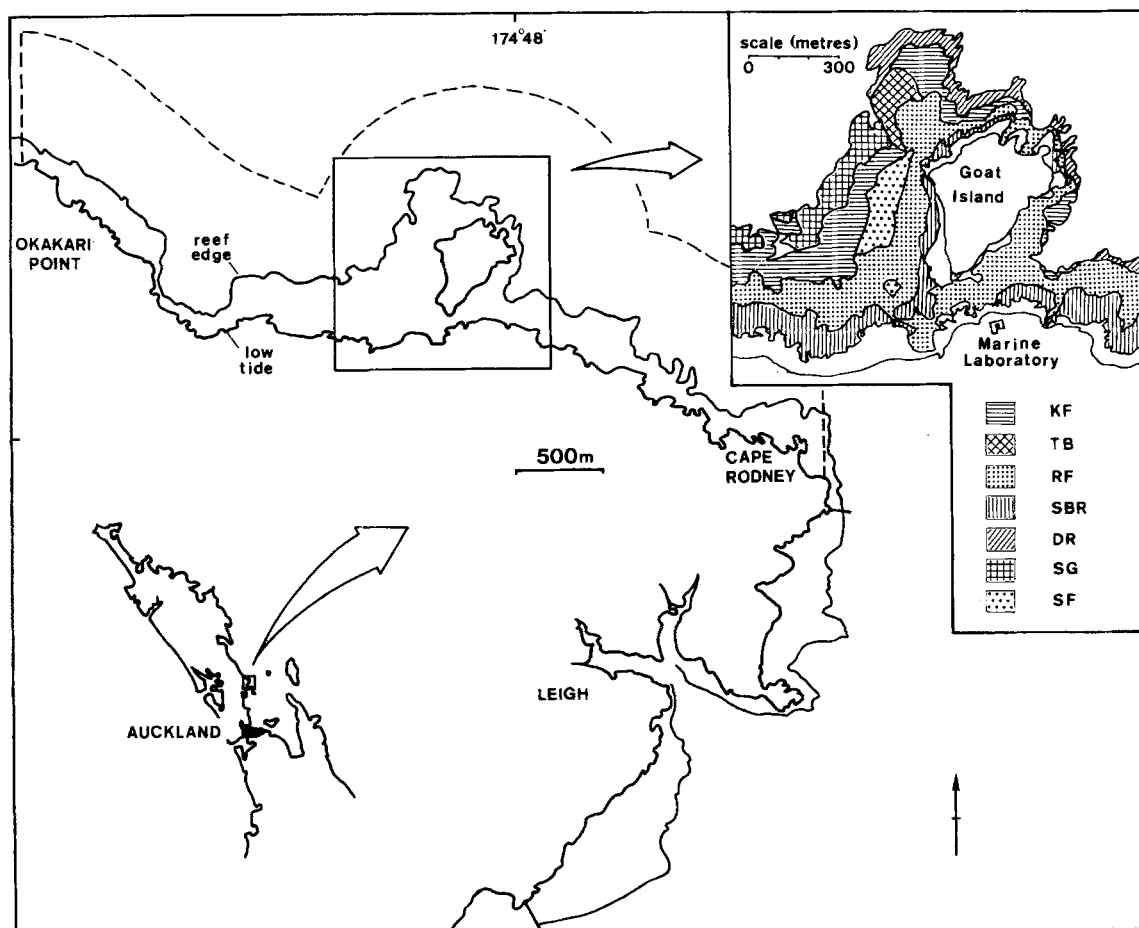 174°48'
scale (metres)
0 300
Goat
Island
Marine
Laboratory
OKAKARI
POINT
reef
edge
low
tide
500m
CAPE
RODNEY
KF
TB
RF
SBR
DR
SG
SF
LEIGH
AUCKLAND